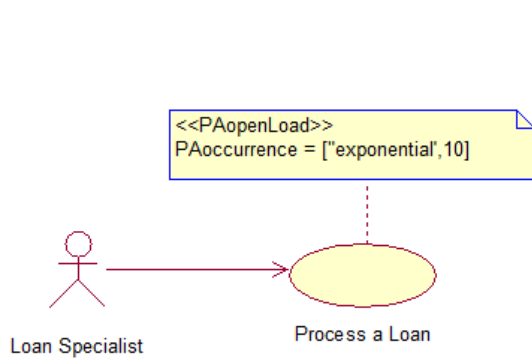 <<PAopenLoad>>
PAoccurrence = ["exponential',10]
Process a Loan
Loan Specialist